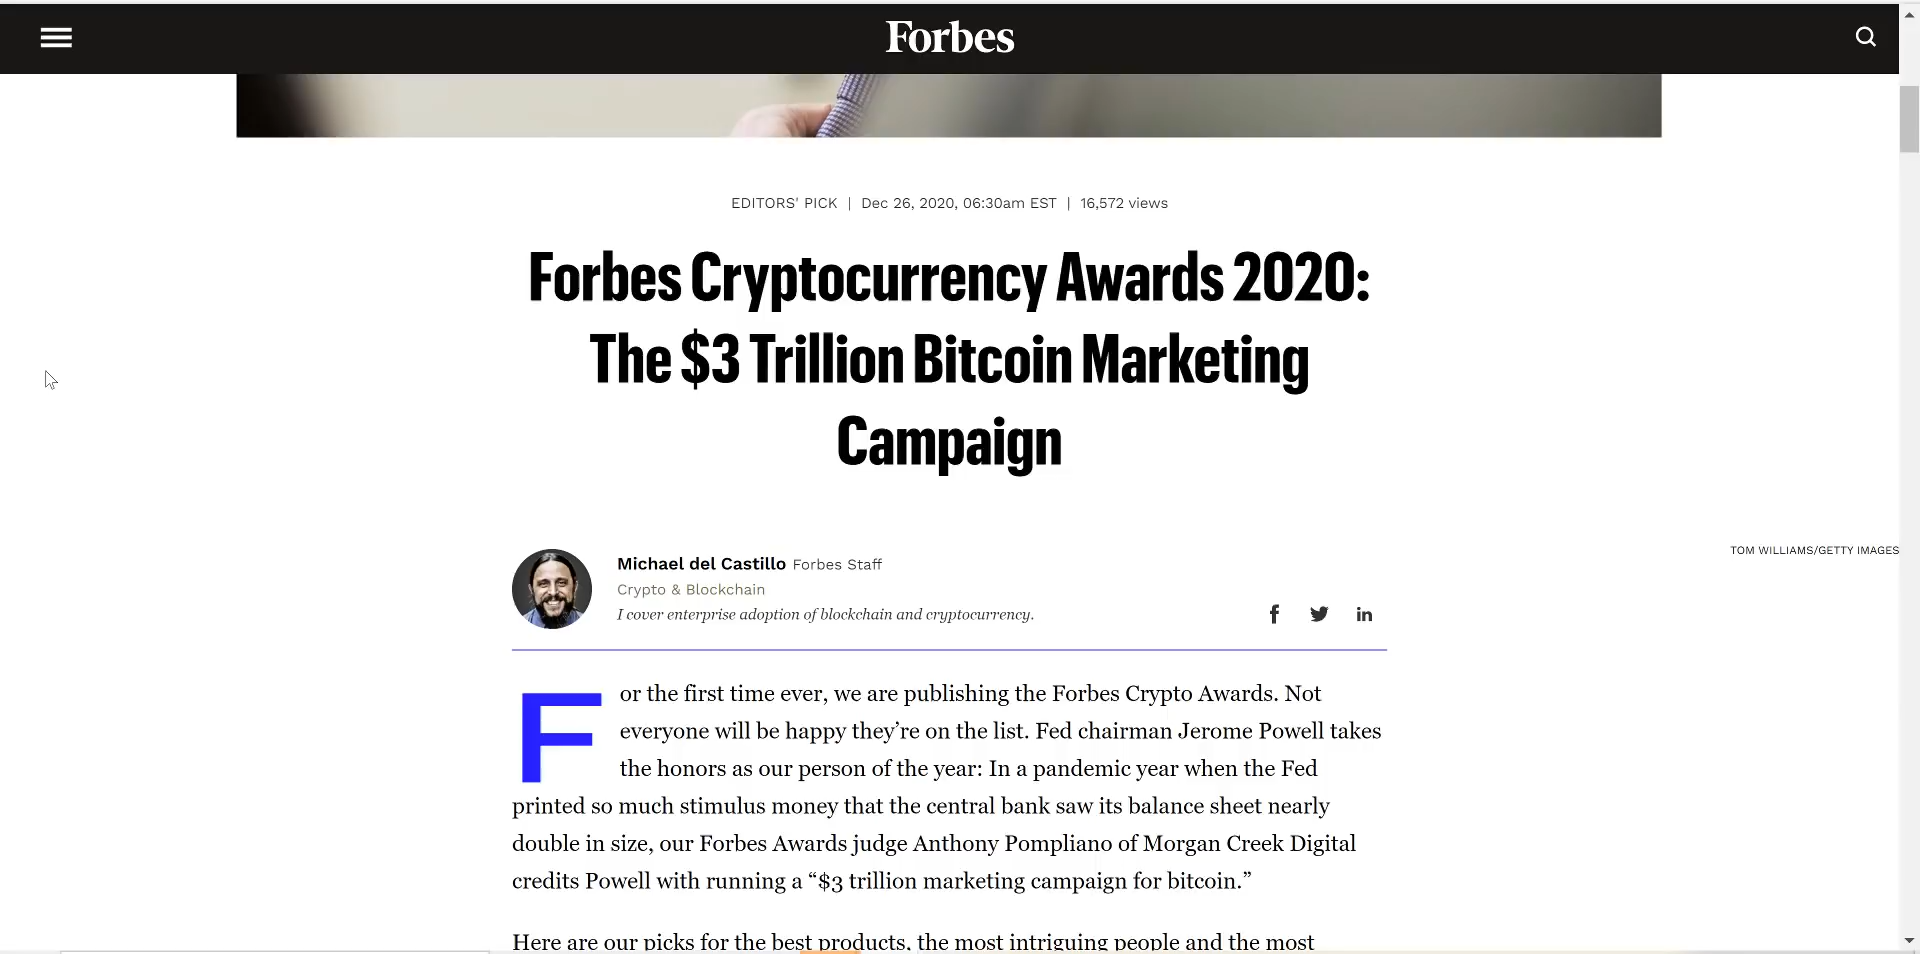 Forbes
EDITORS' PICK | Dec 26, 2020, 06:30am EST | 16,572 views
Forbes Cryptocurrency Awards 2020:
The $3 Trillion Bitcoin Marketing
Campaign
TOM WILLIAMS/GETTY IMAGES
Michael del Castillo Forbes Staff
Crypto & Blockchain
I cover enterprise adoption of blockchain and cryptocurrency.
For the first time ever, we are publishing the Forbes Crypto Awards. Not
everyone will be happy they’re on the list. Fed chairman Jerome Powell takes
the honors as our person of the year: In a pandemic year when the Fed
printed so much stimulus money that the central bank saw its balance sheet nearly
double in size, our Forbes Awards judge Anthony Pompliano of Morgan Creek Digital
credits Powell with running a “$3 trillion marketing campaign for bitcoin.”
Here are our picks for the best products, the most intriguing people and the most